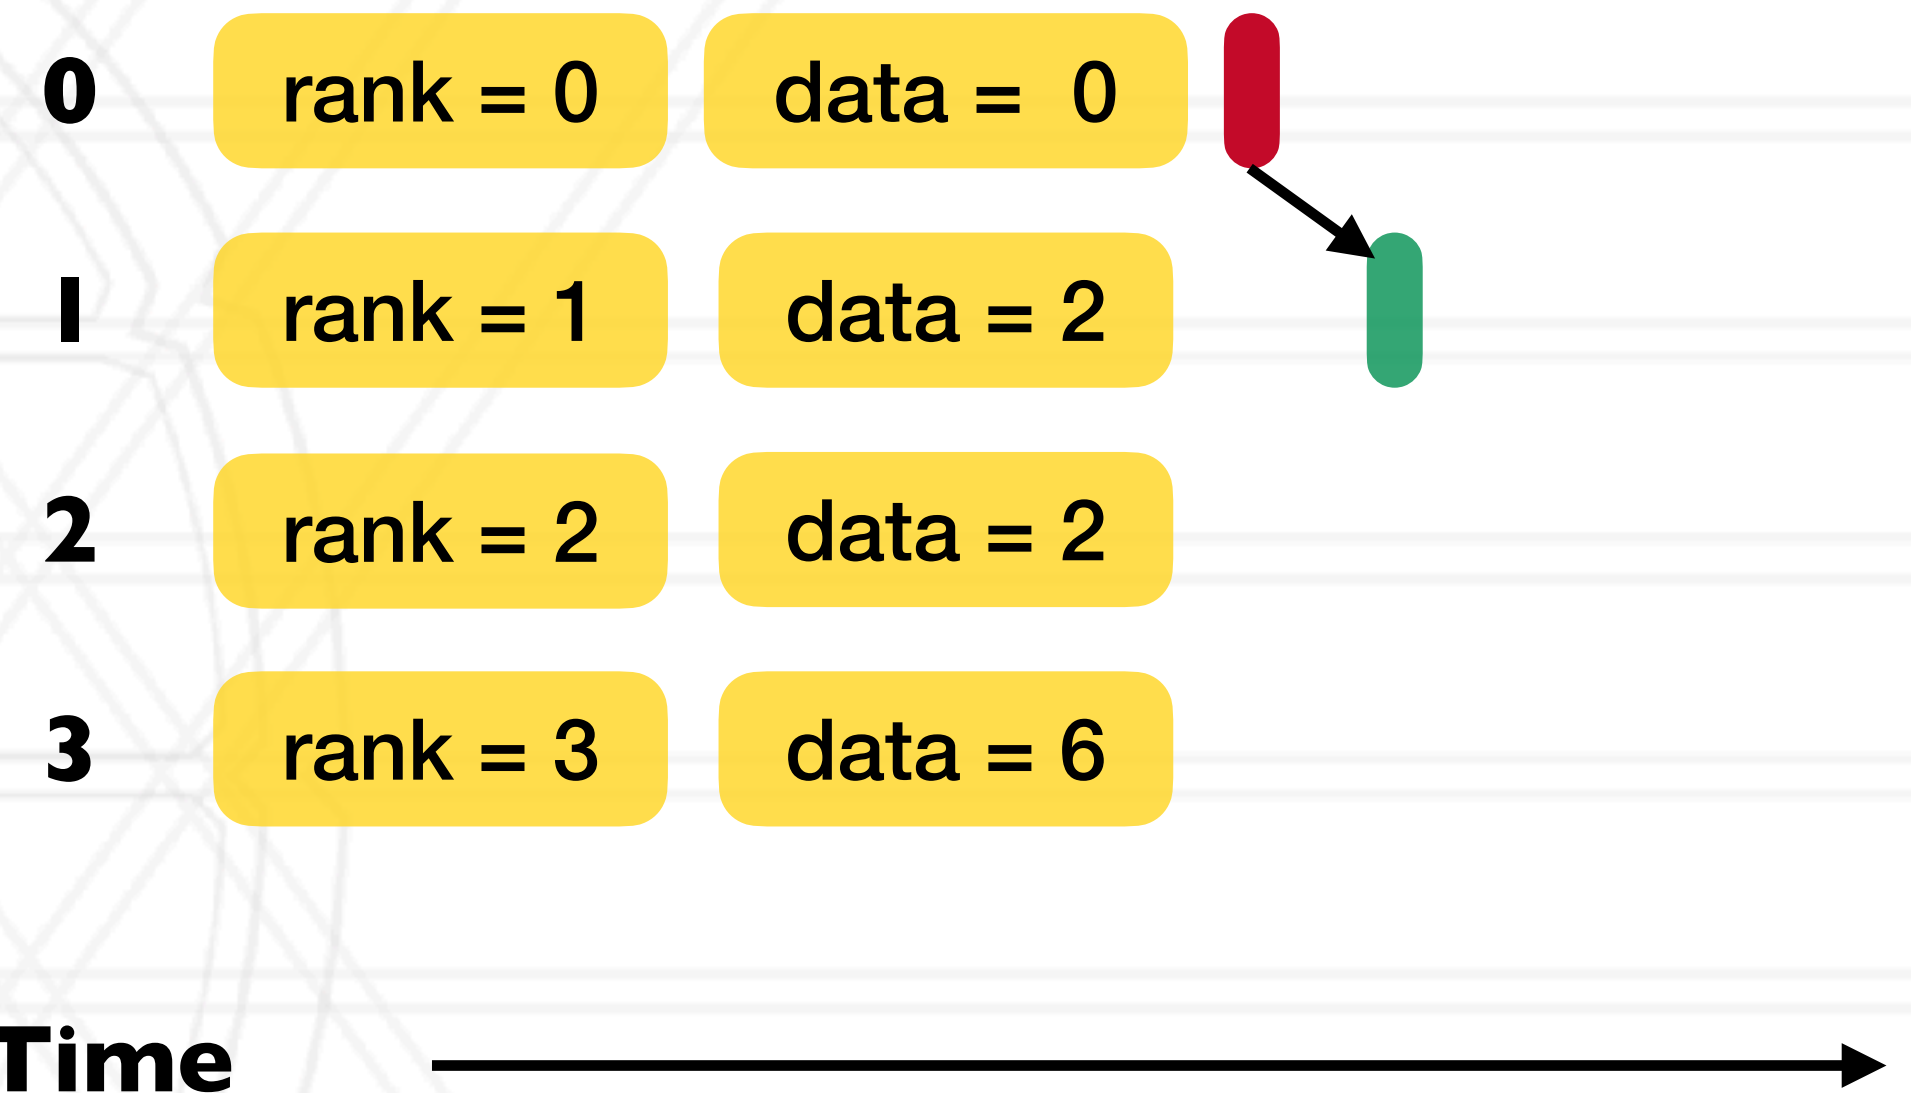 0 rank = 0 data = 0
1 rank = 1 data = 2
2 rank = 2 data = 2
3 rank = 3 data = 6
Time